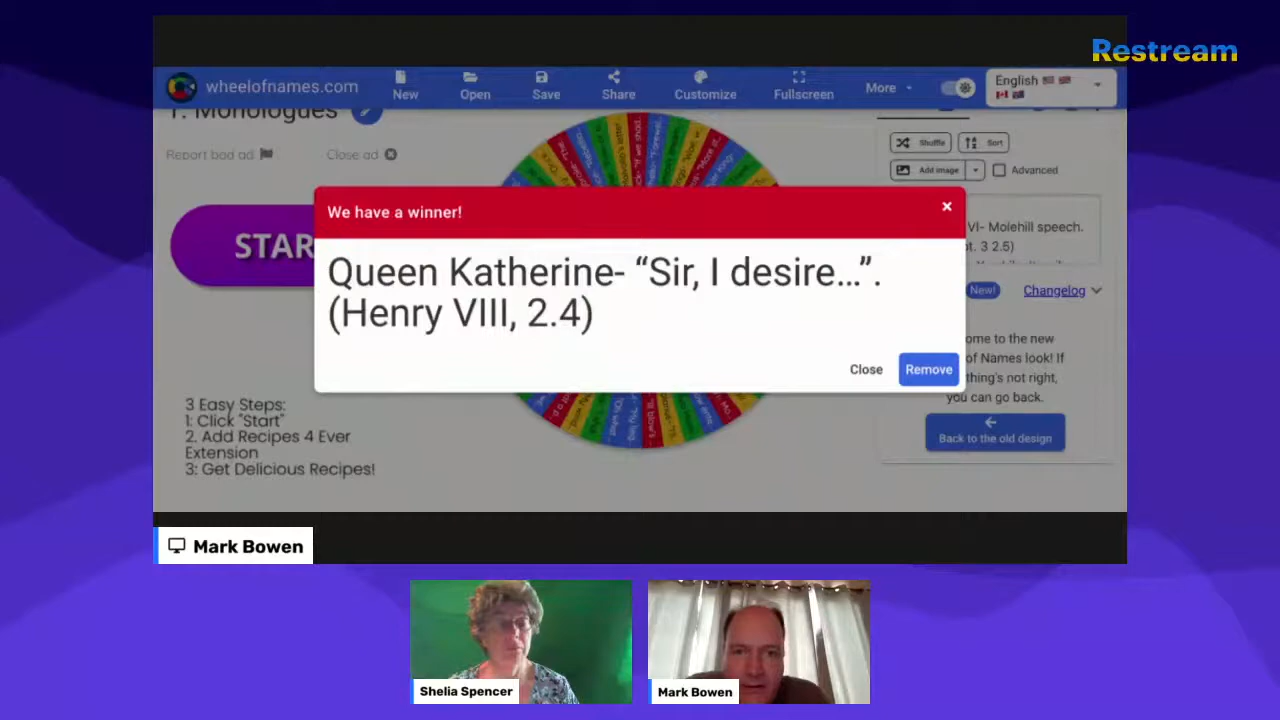 Restream
wheelofnames.com
New
Open
Save
Share
Customize
Fullscreen
More
English
1. Monologues
Report bad ad
Close ad
Shuffle
Sort
Add image
Advanced
STAR
We have a winner!
×
Queen Katherine- “Sir, I desire…”.
(Henry VIII, 2.4)
Close
Remove
VI- Molehill speech.
t. 3 2.5)
New!
Changelog
ome to the new
of Names look! If
thing's not right,
you can go back.
Back to the old design
3 Easy Steps:
1: Click "Start"
2. Add Recipes 4 Ever
Extension
3: Get Delicious Recipes!
Mark Bowen
Shelia Spencer
Mark Bowen